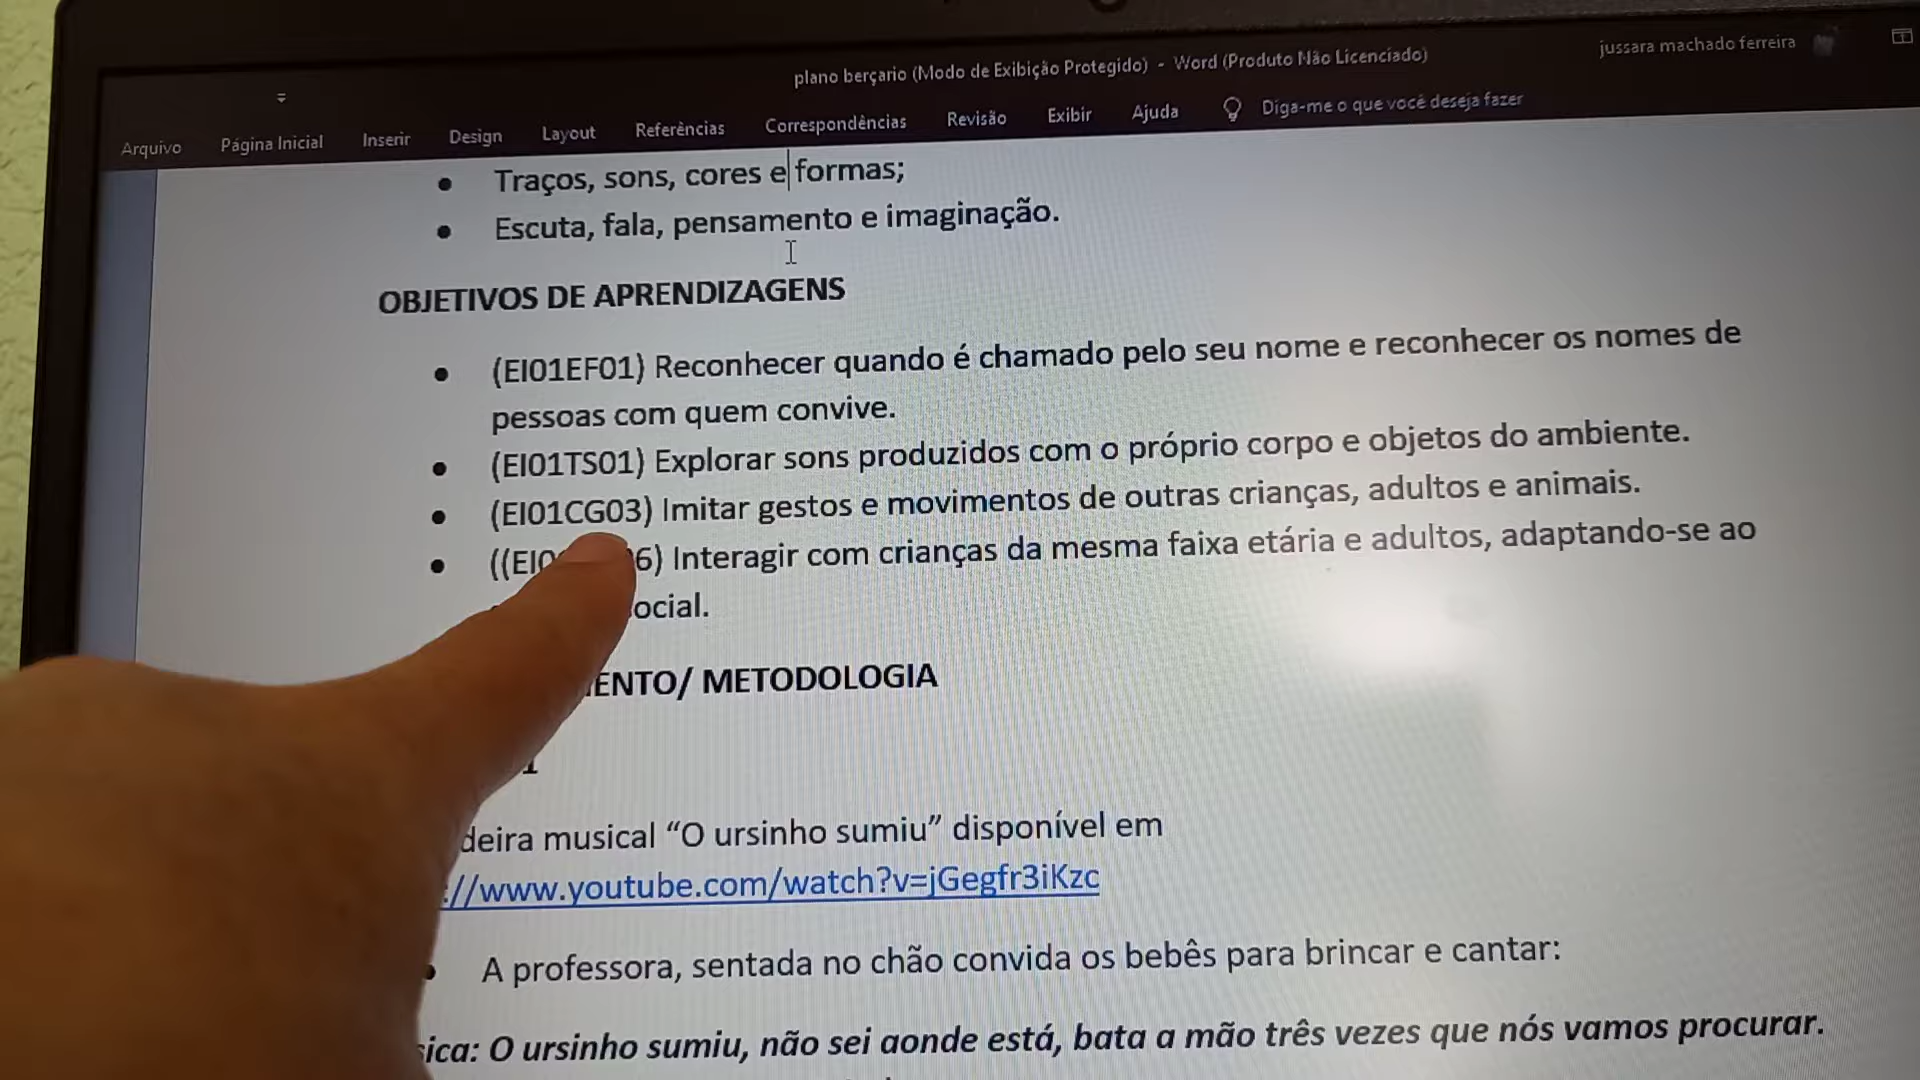 plano berçario (Modo de Exibição Protegido) - Word (Produto Não Licenciado)
jussara machado ferreira
Arquivo Página Inicial Inserir Design Layout Referências Correspondências Revisão Exibir Ajuda Diga-me o que você deseja fazer
• Traços, sons, cores e formas;
• Escuta, fala, pensamento e imaginação.
OBJETIVOS DE APRENDIZAGENS
• (EI01EF01) Reconhecer quando é chamado pelo seu nome e reconhecer os nomes de
pessoas com quem convive.
• (EI01TS01) Explorar sons produzidos com o próprio corpo e objetos do ambiente.
• (EI01CG03) Imitar gestos e movimentos de outras crianças, adultos e animais.
• ((EI0 6) Interagir com crianças da mesma faixa etária e adultos, adaptando-se ao
ocial.
ENTO/ METODOLOGIA
1
deira musical “O ursinho sumiu” disponível em
://www.youtube.com/watch?v=jGegfr3iKzc
• A professora, sentada no chão convida os bebês para brincar e cantar:
sica: O ursinho sumiu, não sei aonde está, bata a mão três vezes que nós vamos procurar.